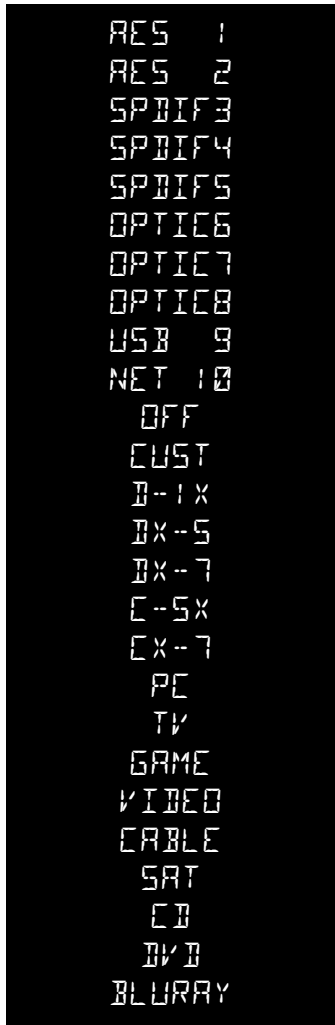 AES 1
AES 2
SPDIF3
SPDIF4
SPDIF5
OPTIC6
OPTIC7
OPTIC8
USB 9
NET 10
OFF
CUST
D-1X
DX-5
DX-7
C-5X
CX-7
PC
TV
GAME
VIDEO
CABLE
SAT
CD
DVD
BLURAY